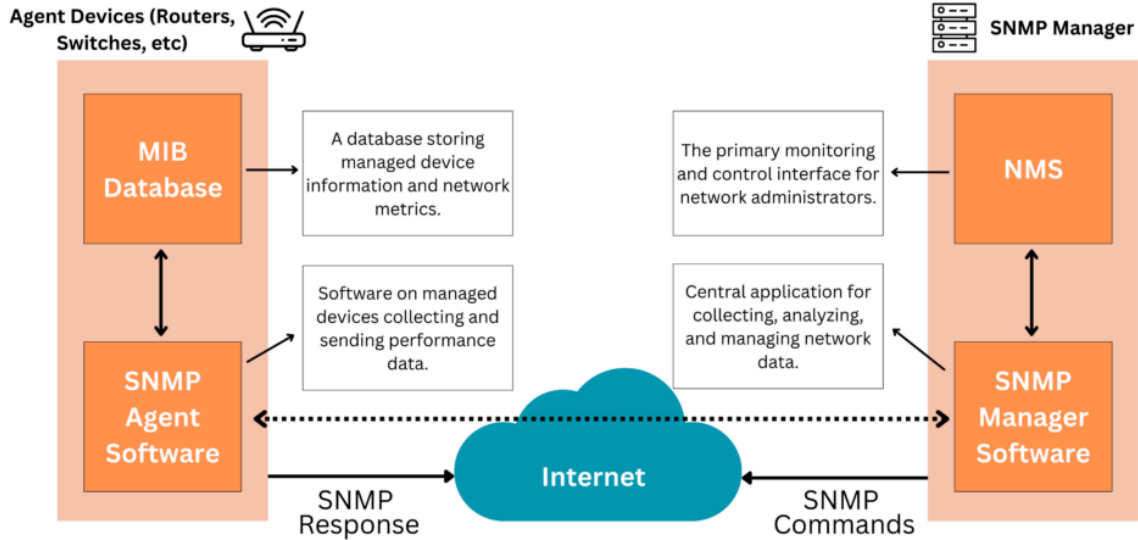 Agent Devices (Routers,
Switches, etc)
SNMP Manager
MIB
Database
A database storing
managed device
information and network
metrics.
The primary monitoring
and control interface for
network administrators.
NMS
Software on managed
devices collecting and
sending performance
data.
Central application for
collecting, analyzing,
and managing network
data.
SNMP
Agent
Software
SNMP
Manager
Software
Internet
SNMP
Response
SNMP
Commands